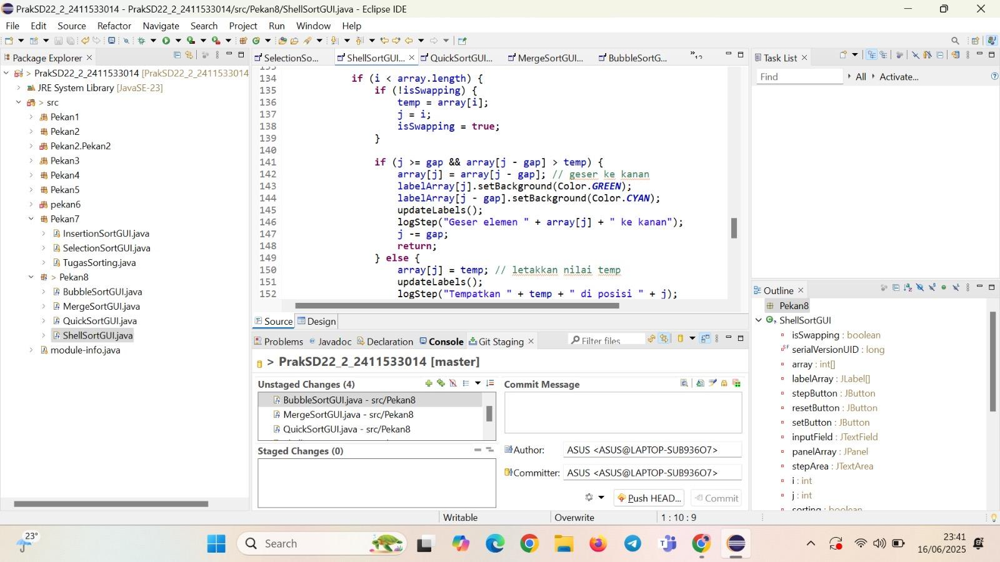 PrakSD22_2_2411533014 - PrakSD22_2_2411533014/src/Pekan8/ShellSortGUI.java - Eclipse IDE
File Edit Source Refactor Navigate Search Project Run Window Help
Package Explorer
> PrakSD22_2_2411533014 [PrakSD22_2_2411533014
JRE System Library [JavaSE-23]
> src
Pekan1
Pekan2
Pekan2.Pekan2
Pekan3
Pekan4
Pekan5
pekan6
Pekan7
InsertionSortGUI.java
SelectionSortGUI.java
TugasSorting.java
> Pekan8
BubbleSortGUI.java
MergeSortGUI.java
QuickSortGUI.java
ShellSortGUI.java
module-info.java
SelectionSo... ShellSortGUI... QuickSortGUI... MergeSortGUI... BubbleSortG... »12
133
134 if (i < array.length) {
135 if (!isSwapping) {
136 temp = array[i];
137 j = i;
138 isSwapping = true;
139 }
140
141 if (j >= gap && array[j - gap] > temp) {
142 array[j] = array[j - gap]; // geser ke kanan
143 labelArray[j].setBackground(Color.GREEN);
144 labelArray[j - gap].setBackground(Color.CYAN);
145 updateLabels();
146 logStep("Geser elemen " + array[j] + " ke kanan");
147 j -= gap;
148 return;
149 } else {
150 array[j] = temp; // letakkan nilai temp
151 updateLabels();
152 logStep("Tempatkan " + temp + " di posisi " + j);
Source Design
Problems @ Javadoc Declaration Console Git Staging Filter files
> PrakSD22_2_2411533014 [master]
Unstaged Changes (4)
BubbleSortGUI.java - src/Pekan8
MergeSortGUI.java - src/Pekan8
QuickSortGUI.java - src/Pekan8
Staged Changes (0)
Commit Message
Author: ASUS <ASUS@LAPTOP-SUB936O7>
Committer: ASUS <ASUS@LAPTOP-SUB936O7>
Push HEAD... Commit
Task List
Find All Activate...
Outline
Pekan8
ShellSortGUI
isSwapping : boolean
serialVersionUID : long
array : int[]
labelArray : JLabel[]
stepButton : JButton
resetButton : JButton
setButton : JButton
inputField : JTextField
panelArray : JPanel
stepArea : JTextArea
i : int
j : int
sorting : boolean
Writable Overwrite 1 : 10 : 9
23°
Search
23:41
16/06/2025